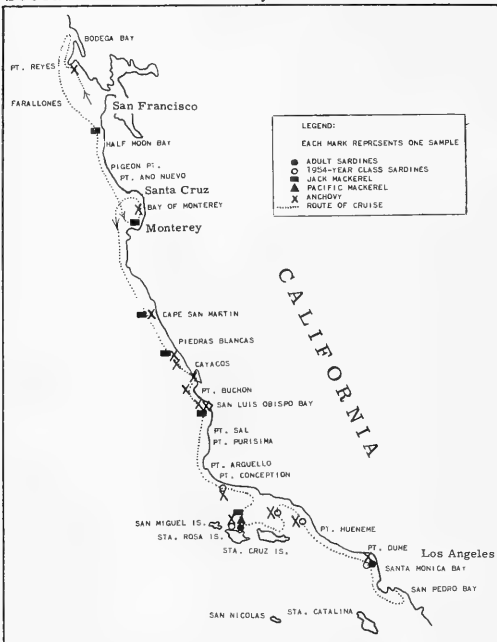 BODEGA BAY
PT. REYES
FARALLONES
San Francisco
HALF MOON BAY
PIGEON PT.
PT. ANO NUEVO
Santa Cruz
BAY OF MONTEREY
Monterey
LEGEND:
EACH MARK REPRESENTS ONE SAMPLE
ADULT SARDINES
1954-YEAR CLASS SARDINES
JACK MACKEREL
PACIFIC MACKEREL
ANCHOVY
ROUTE OF CRUISE
CALIFORNIA
CAPE SAN MARTIN
PIEDRAS BLANCAS
CAYACOS
PT. BUCHON
SAN LUIS OBISPO BAY
PT. SAL
PT. PURISIMA
PT. ARGUELLO
PT. CONCEPTION
SAN MIGUEL IS.
STA. ROSA IS.
STA. CRUZ IS.
PT. HUENEME
PT. DUME
Los Angeles
SANTA MONICA BAY
SAN PEDRO BAY
SAN NICOLAS
STA. CATALINA